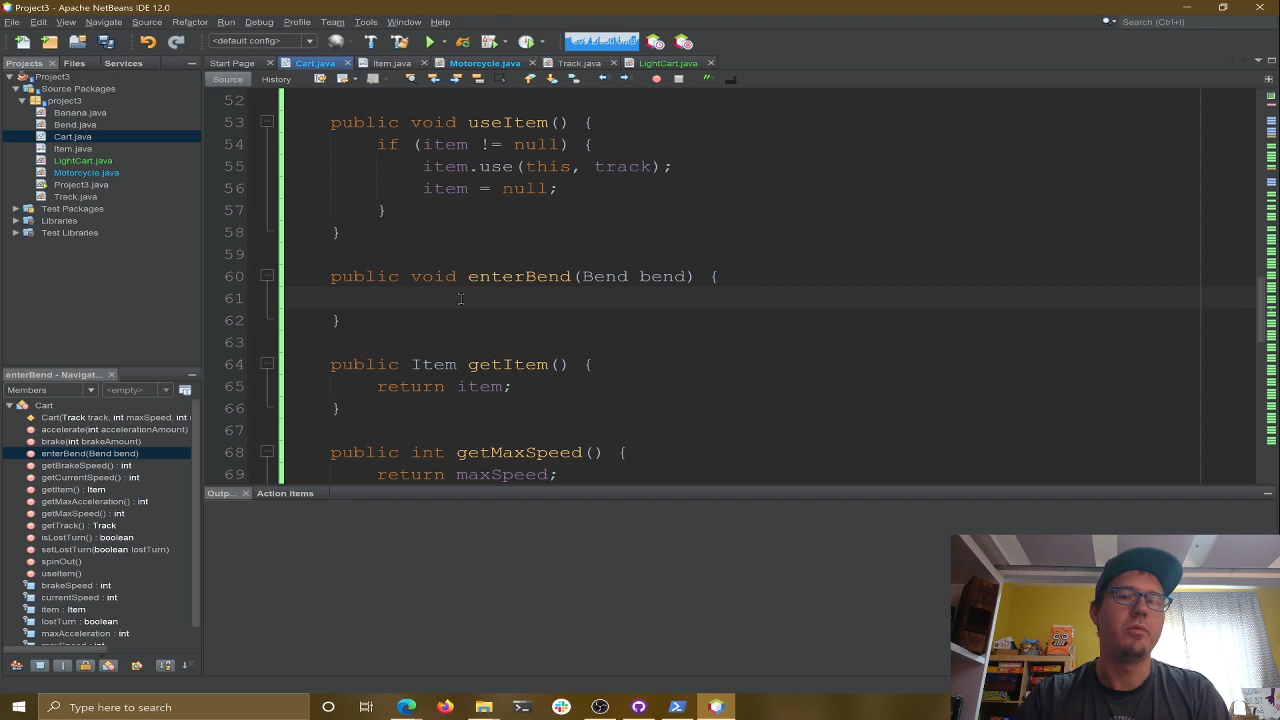 Project3 - Apache NetBeans IDE 12.0
File Edit View Navigate Source Refactor Run Debug Profile Team Tools Window Help
Search (Ctrl+I)
<default config>
Projects Files Services
Start Page Cart.java Item.java Motorcycle.java Track.java LightCart.java
Source History
Project3
Source Packages
project3
Banana.java
Bend.java
Cart.java
Item.java
LightCart.java
Motorcycle.java
Project3.java
Track.java
Test Packages
Libraries
Test Libraries
52
53 public void useItem() {
54 if (item != null) {
55 item.use(this, track);
56 item = null;
57 }
58 }
59
60 public void enterBend(Bend bend) {
61
62 }
63
64 public Item getItem() {
65 return item;
66 }
67
68 public int getMaxSpeed() {
69 return maxSpeed;
enterBend - Navigat...
Members <empty>
Cart
Cart(Track track, int maxSpeed, int
accelerate(int accelerationAmount)
brake(int brakeAmount)
enterBend(Bend bend)
getBrakeSpeed() : int
getCurrentSpeed() : int
getItem() : Item
getMaxAcceleration() : int
getMaxSpeed() : int
getTrack() : Track
isLostTurn() : boolean
setLostTurn(boolean lostTurn)
spinOut()
useItem()
brakeSpeed : int
currentSpeed : int
item : Item
lostTurn : boolean
maxAcceleration : int
Outp... Action Items
Type here to search